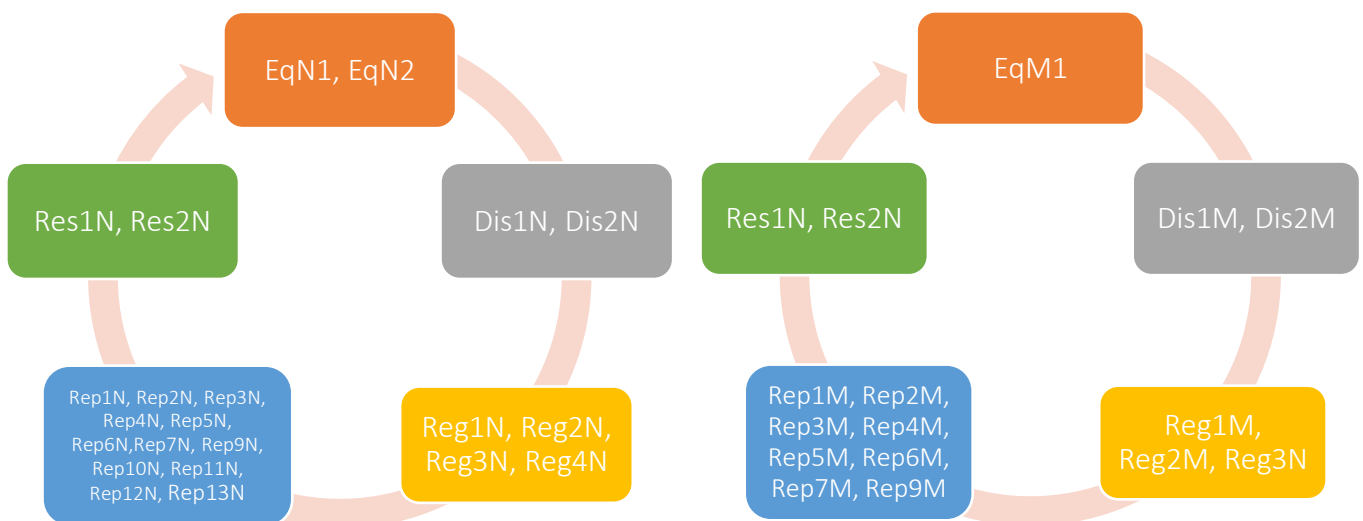 EqN1, EqN2
Dis1N, Dis2N
Reg1N, Reg2N,
Reg3N, Reg4N
Rep1N, Rep2N, Rep3N,
Rep4N, Rep5N,
Rep6N,Rep7N, Rep9N,
Rep10N, Rep11N,
Rep12N, Rep13N
Res1N, Res2N
EqM1
Dis1M, Dis2M
Reg1M,
Reg2M, Reg3N
Rep1M, Rep2M,
Rep3M, Rep4M,
Rep5M, Rep6M,
Rep7M, Rep9M
Res1N, Res2N